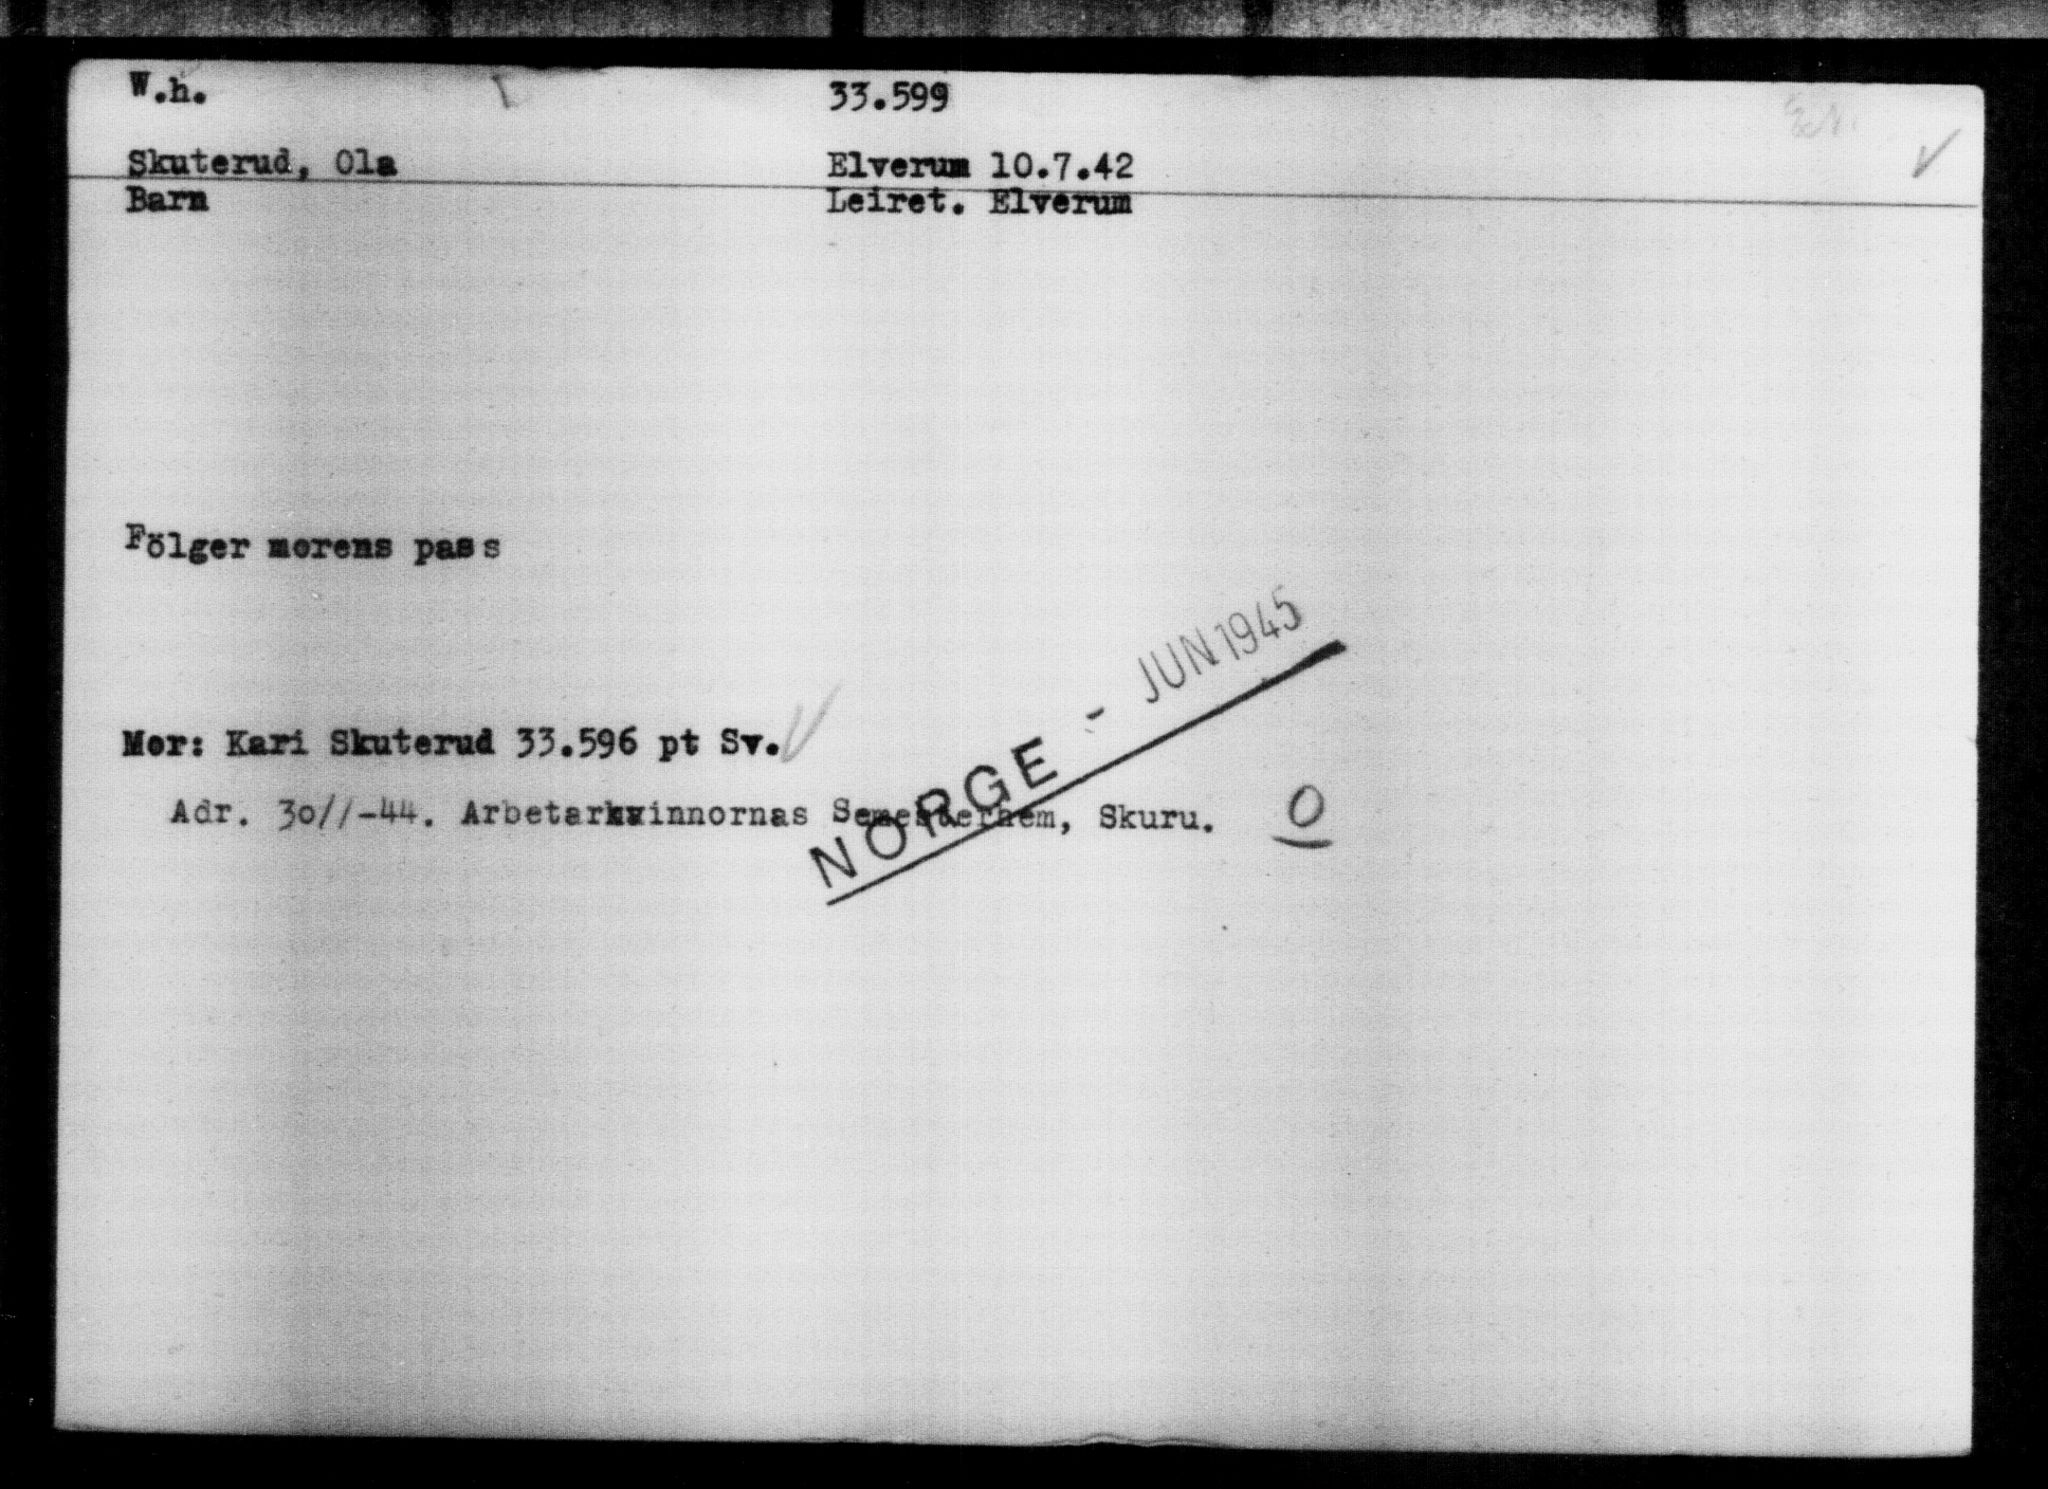 W.h. 33.599
Skuterud, Ola Elverum 10.7.42
Barn Leiret. Elverum
Fölger morens pass
NORGE - JUN 1945
Mor: Kari Skuterud 33.596 pt Sv.
Adr. 30//-44. Arbetarkvinnornas Semesterhem, Skuru. O